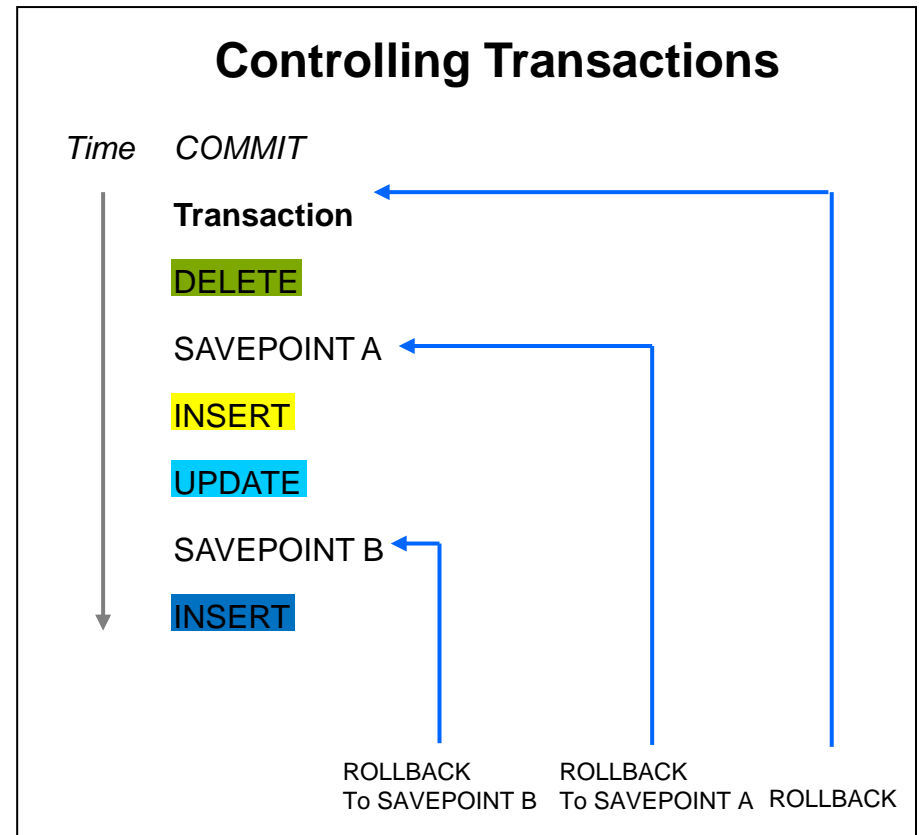 Controlling Transactions
Time COMMIT
Transaction
DELETE
SAVEPOINT A
INSERT
UPDATE
SAVEPOINT B
INSERT
ROLLBACK
To SAVEPOINT B
ROLLBACK
To SAVEPOINT A
ROLLBACK